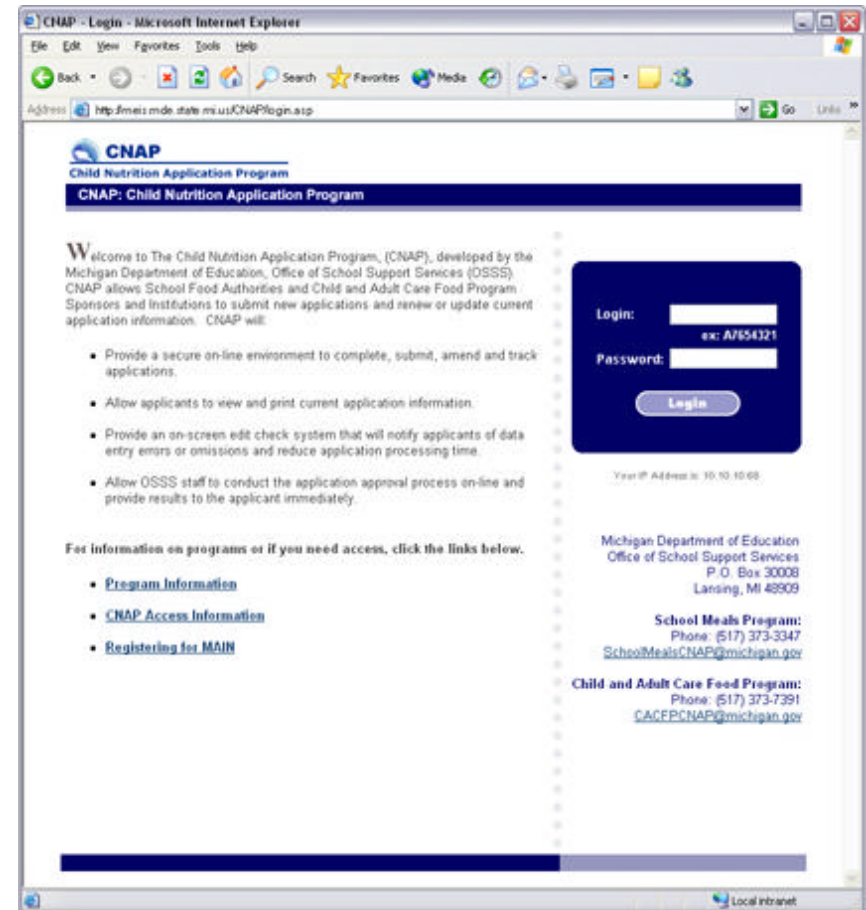 CNAP - Login - Microsoft Internet Explorer
File Edit View Favorites Tools Help
Back Search Favorites Media
Address http://meis.mde.state.mi.us/CNAP/login.asp Go Links »
CNAP
Child Nutrition Application Program
CNAP: Child Nutrition Application Program
Welcome to The Child Nutrition Application Program, (CNAP), developed by the
Michigan Department of Education, Office of School Support Services (OSSS).
CNAP allows School Food Authorities and Child and Adult Care Food Program
Sponsors and Institutions to submit new applications and renew or update current
application information. CNAP will:
• Provide a secure on-line environment to complete, submit, amend and track
applications.
• Allow applicants to view and print current application information.
• Provide an on-screen edit check system that will notify applicants of data
entry errors or omissions and reduce application processing time.
• Allow OSSS staff to conduct the application approval process on-line and
provide results to the applicant immediately.
For information on programs or if you need access, click the links below.
• Program Information
• CNAP Access Information
• Registering for MAIN
Login:
ex: A7654321
Password:
Login
Your IP Address is: 10.10.10.68
Michigan Department of Education
Office of School Support Services
P.O. Box 30008
Lansing, MI 48909
School Meals Program:
Phone: (517) 373-3347
SchoolMealsCNAP@michigan.gov
Child and Adult Care Food Program:
Phone: (517) 373-7391
CACFPCNAP@michigan.gov
Local intranet